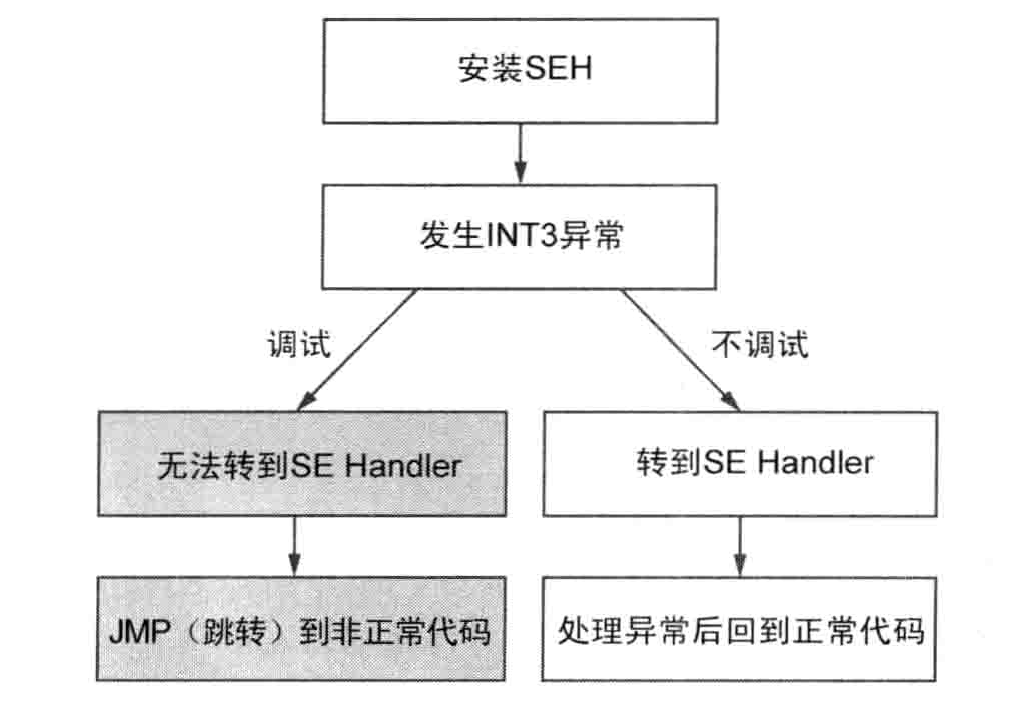 安装SEH
发生INT3异常
调试
不调试
无法转到SE Handler
转到SE Handler
JMP（跳转）到非正常代码
处理异常后回到正常代码